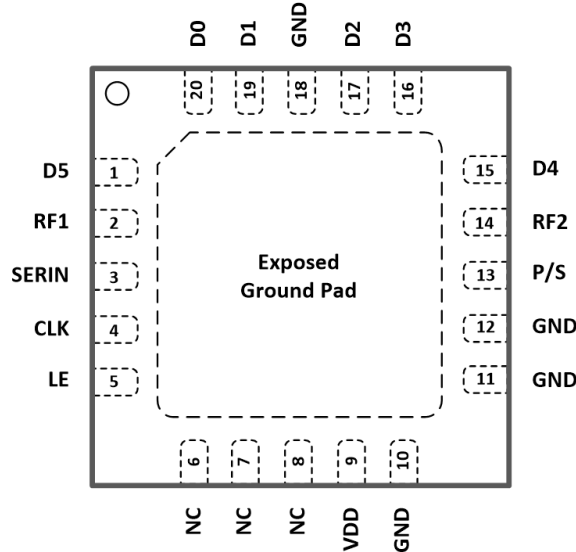 D0 D1 GND D2 D3
20 19 18 17 16
D5 1 15 D4
RF1 2 14 RF2
SERIN 3 13 P/S
Exposed
Ground Pad
CLK 4 12 GND
LE 5 11 GND
6 7 8 9 10
NC NC NC VDD GND